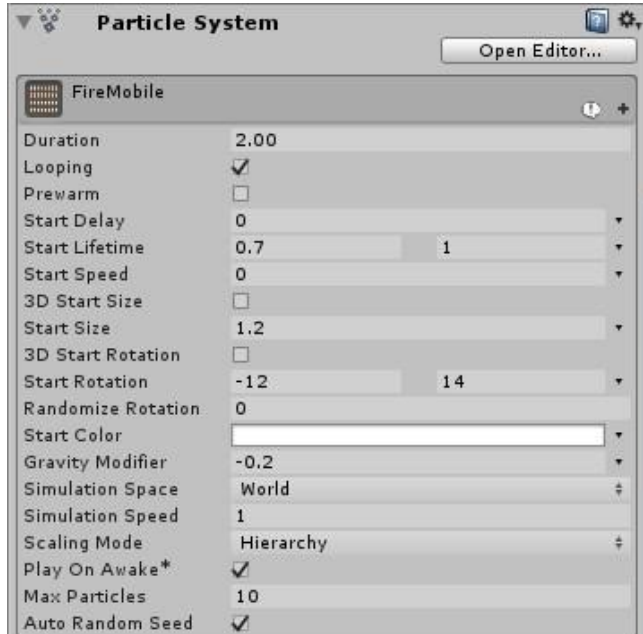 Particle System
Open Editor...
FireMobile
Duration 2.00
Looping
Prewarm
Start Delay 0
Start Lifetime 0.7 1
Start Speed 0
3D Start Size
Start Size 1.2
3D Start Rotation
Start Rotation -12 14
Randomize Rotation 0
Start Color
Gravity Modifier -0.2
Simulation Space World
Simulation Speed 1
Scaling Mode Hierarchy
Play On Awake*
Max Particles 10
Auto Random Seed